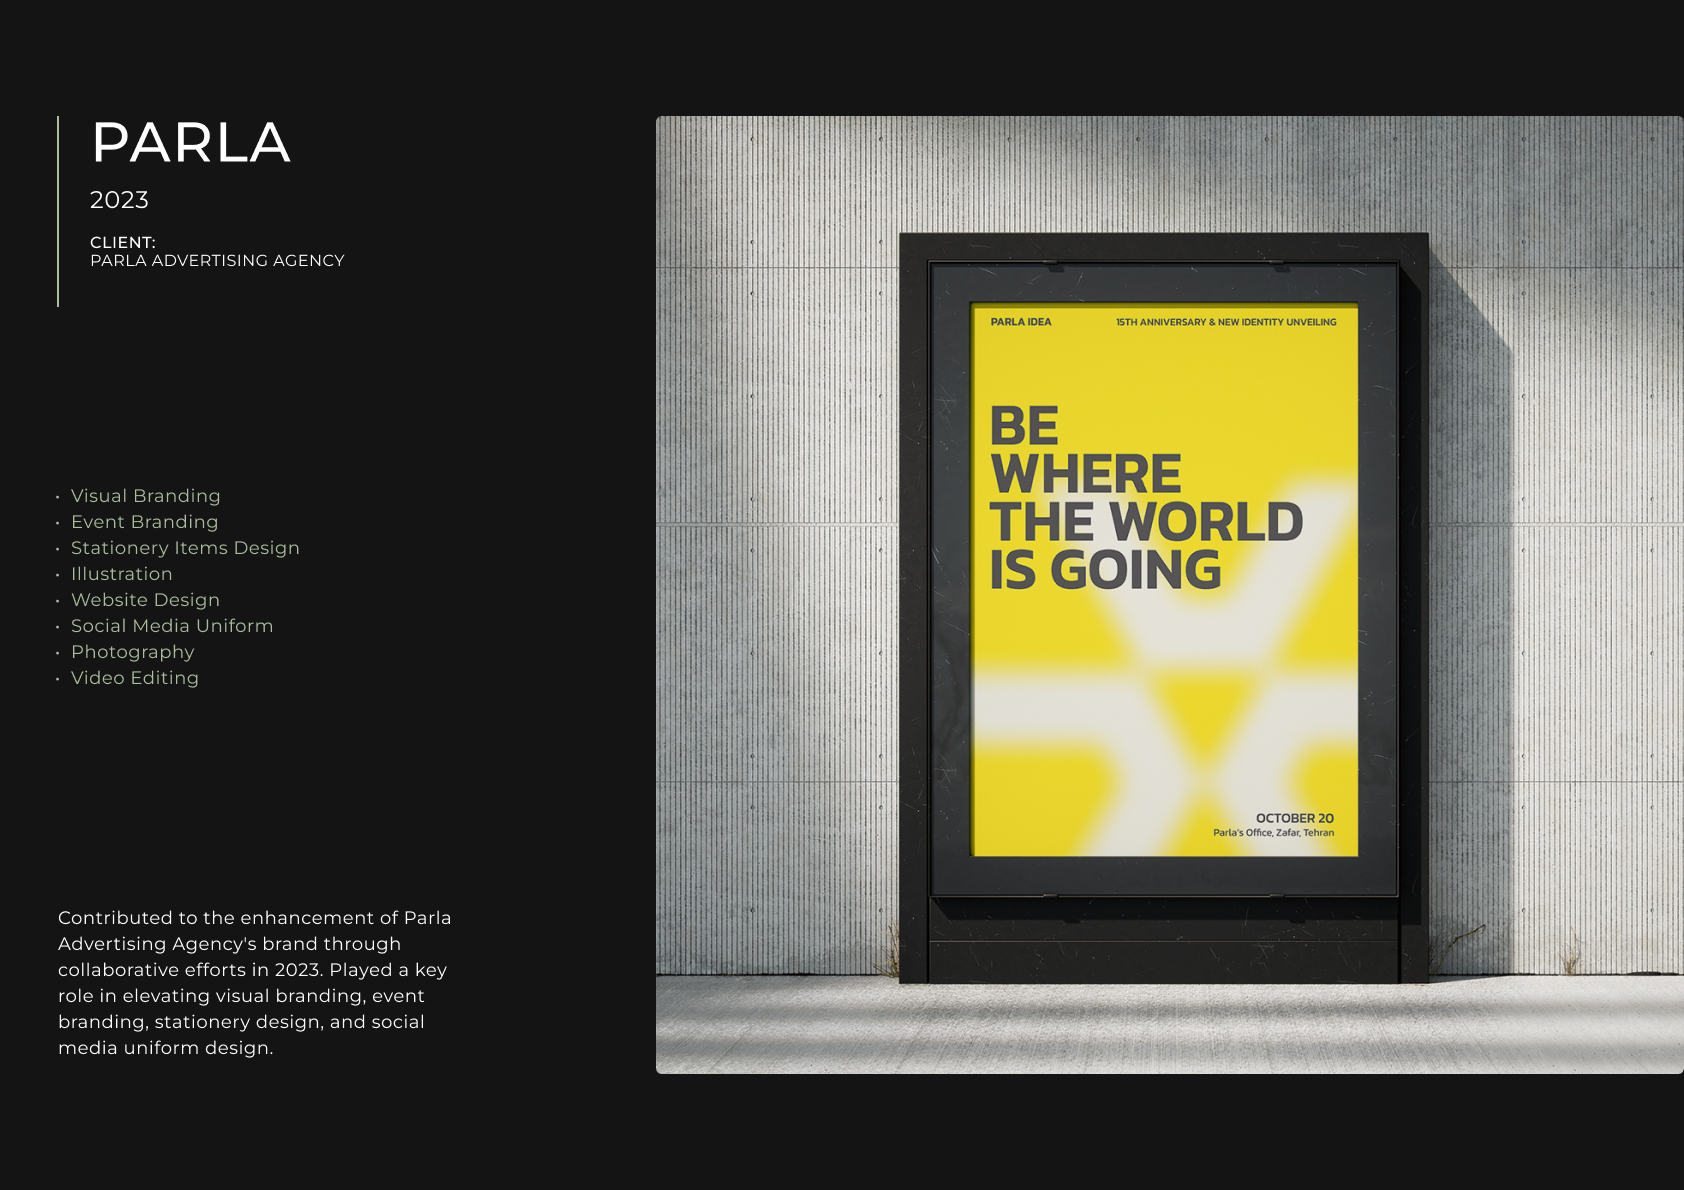 PARLA
2023
CLIENT:
PARLA ADVERTISING AGENCY
• Visual Branding
• Event Branding
• Stationery Items Design
• Illustration
• Website Design
• Social Media Uniform
• Photography
• Video Editing
Contributed to the enhancement of Parla
Advertising Agency's brand through
collaborative efforts in 2023. Played a key
role in elevating visual branding, event
branding, stationery design, and social
media uniform design.
PARLA IDEA
15TH ANNIVERSARY & NEW IDENTITY UNVEILING
BE
WHERE
THE WORLD
IS GOING
OCTOBER 20
Parla's Office, Zafar, Tehran